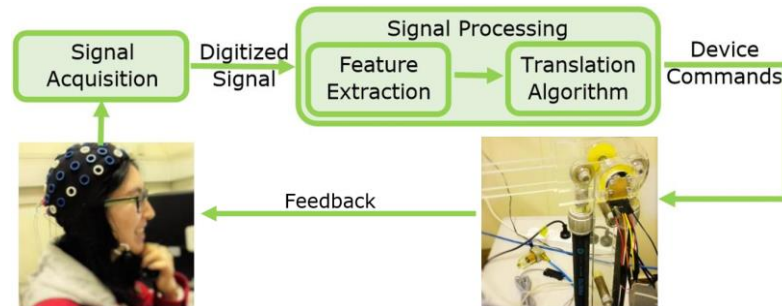 Signal Processing
Signal
Acquisition
Digitized
Signal
Feature
Extraction
Translation
Algorithm
Device
Commands
Feedback